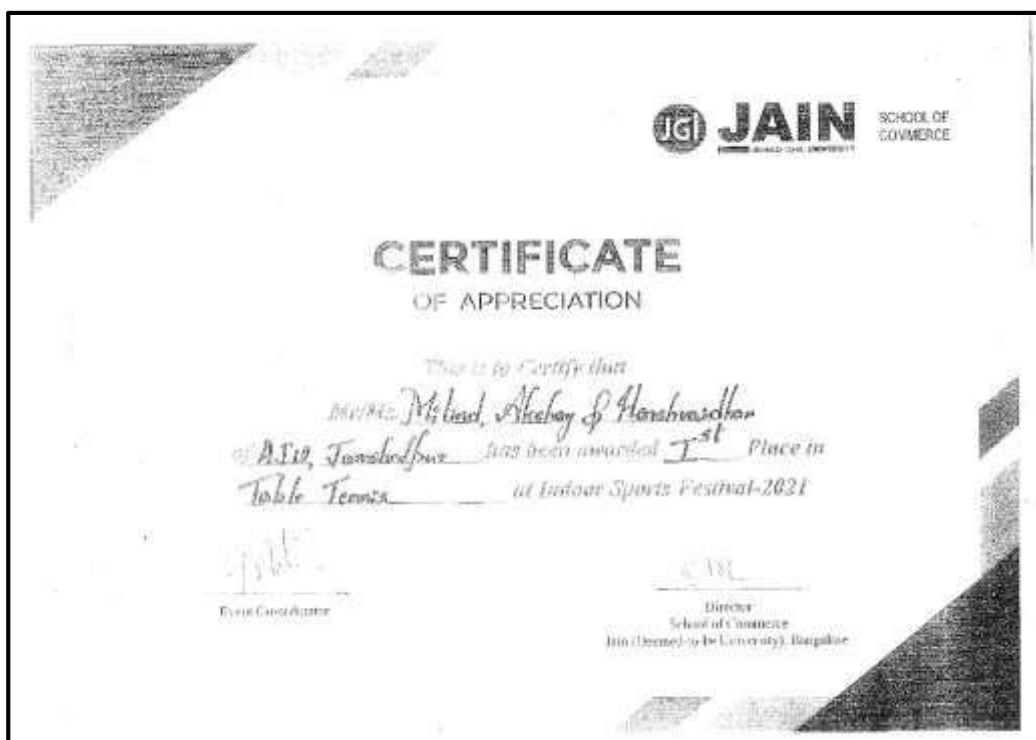 JGI JAIN SCHOOL OF
COMMERCE
CERTIFICATE
OF APPRECIATION
This is to Certify that
Mr/Ms. Milind, Akshay & Harshvardhan
of Jamshedpur has been awarded Ist Place in
Table Tennis at Indoor Sports Festival-2021
Event Co-ordinator
Director
School of Commerce
Jain (Deemed-to-be University), Bangalore